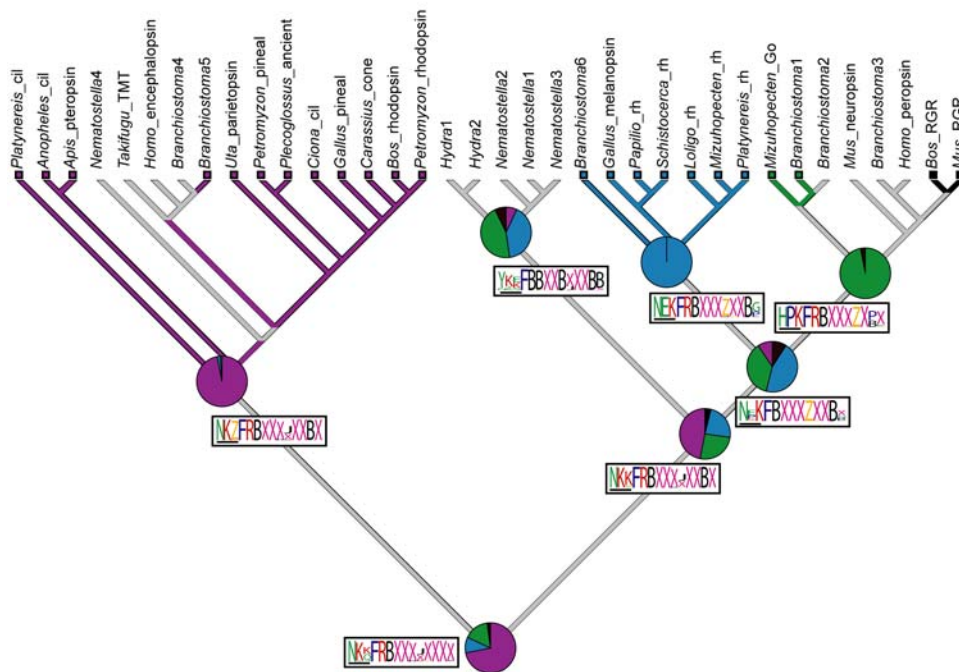 Platynereis_cil
Anopheles_cil
Apis_pteropsin
Nematostella4
Takifugu_TMT
Homo_encephalopsin
Branchiostoma4
Branchiostoma5
Uta_parietopsin
Petromyzon_pineal
Plecoglossus_ancient
Ciona_cil
Gallus_pineal
Carassius_cone
Bos_rhodopsin
Petromyzon_rhodopsin
Hydra1
Hydra2
Nematostella2
Nematostella1
Nematostella3
Branchiostoma6
Gallus_melanopsin
Papilio_rh
Schistocerca_rh
Loligo_rh
Mizuhopecten_rh
Platynereis_rh
Mizuhopecten_Go
Branchiostoma1
Branchiostoma2
Mus_neuropsin
Branchiostoma3
Homo_peropsin
Bos_RGR
Mus_RGR